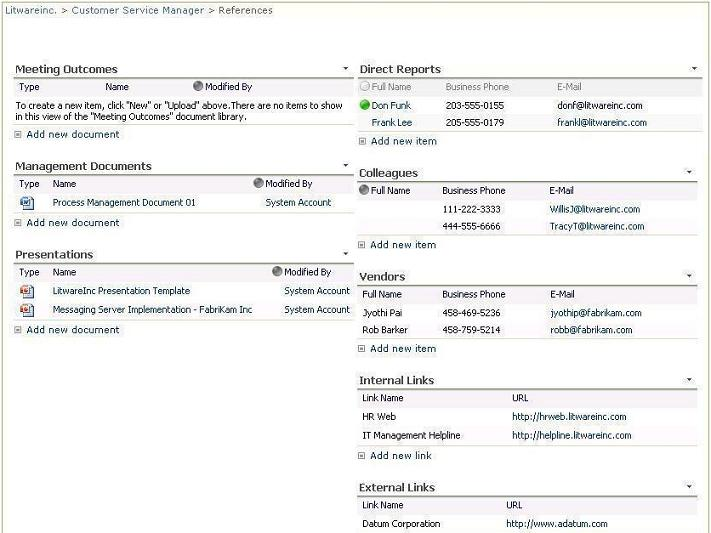 Litwareinc. > Customer Service Manager > References
Meeting Outcomes
Type Name Modified By
To create a new item, click "New" or "Upload" above.There are no items to show
in this view of the "Meeting Outcomes" document library.
Add new document
Management Documents
Type Name Modified By
Process Management Document 01 System Account
Add new document
Presentations
Type Name Modified By
LitwareInc Presentation Template System Account
Messaging Server Implementation - FabriKam Inc System Account
Add new document
Direct Reports
Full Name Business Phone E-Mail
Don Funk 203-555-0155 donf@litwareinc.com
Frank Lee 205-555-0179 frankl@litwareinc.com
Add new item
Colleagues
Full Name Business Phone E-Mail
111-222-3333 WillisJ@litwareinc.com
444-555-6666 TracyT@litwareinc.com
Add new item
Vendors
Full Name Business Phone E-Mail
Jyothi Pai 458-469-5236 jyothip@fabrikam.com
Rob Barker 458-759-5214 robb@fabrikam.com
Add new item
Internal Links
Link Name URL
HR Web http://hrweb.litwareinc.com
IT Management Helpline http://helpline.litwareinc.com
Add new link
External Links
Link Name URL
Datum Corporation http://www.adatum.com